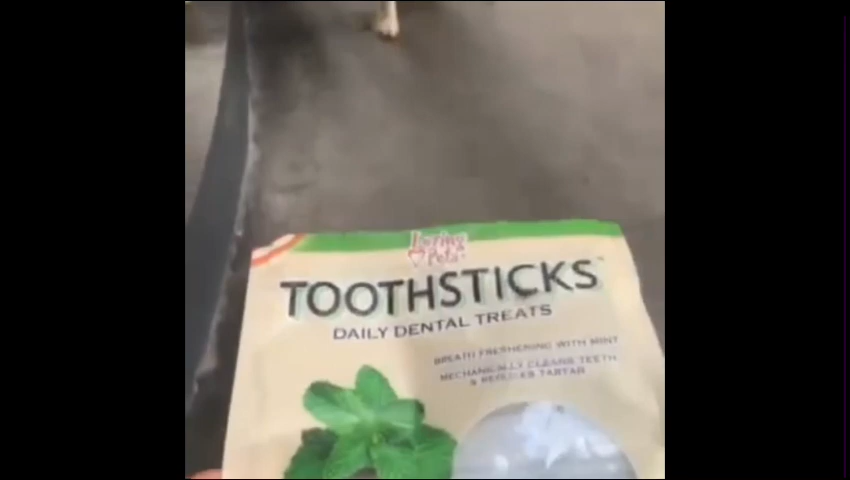 Loving
Pets
TOOTHSTICKS
DAILY DENTAL TREATS
BREATH FRESHENING WITH MINT
MECHANICALLY CLEANS TEETH
& REDUCES TARTAR